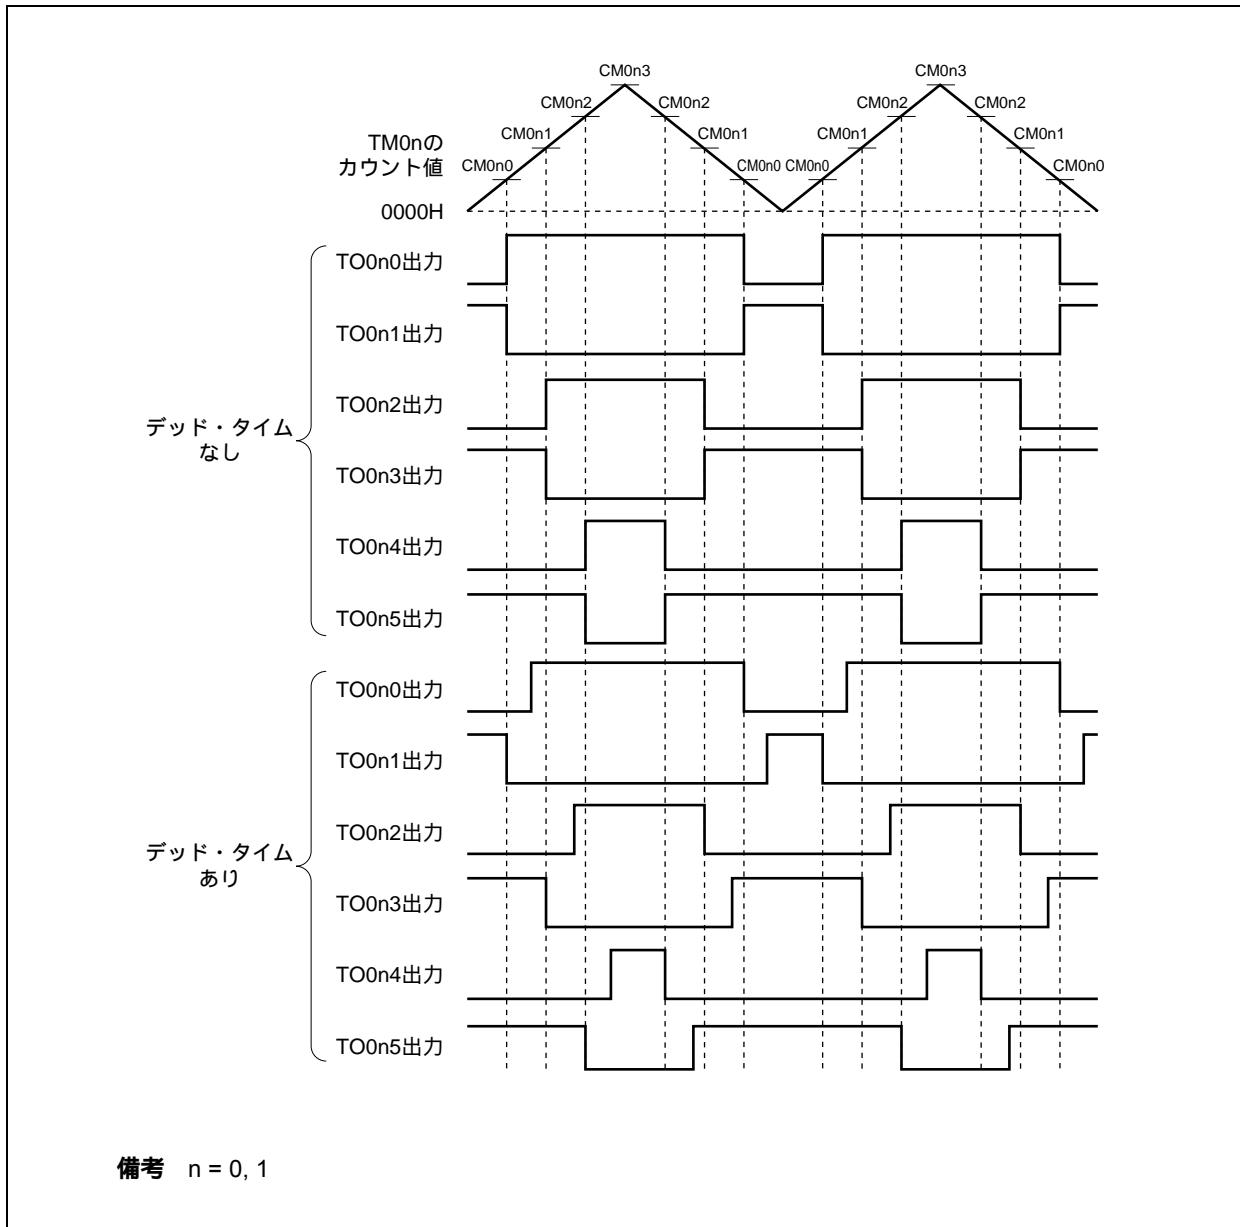 CM0n3 CM0n3
CM0n2 CM0n2 CM0n2 CM0n2
CM0n1 CM0n1 CM0n1 CM0n1
TM0nの
カウント値
CM0n0 CM0n0 CM0n0 CM0n0
0000H
TO0n0出力
TO0n1出力
TO0n2出力
デッド・タイム
なし
TO0n3出力
TO0n4出力
TO0n5出力
TO0n0出力
TO0n1出力
TO0n2出力
デッド・タイム
あり
TO0n3出力
TO0n4出力
TO0n5出力
備考 n = 0, 1